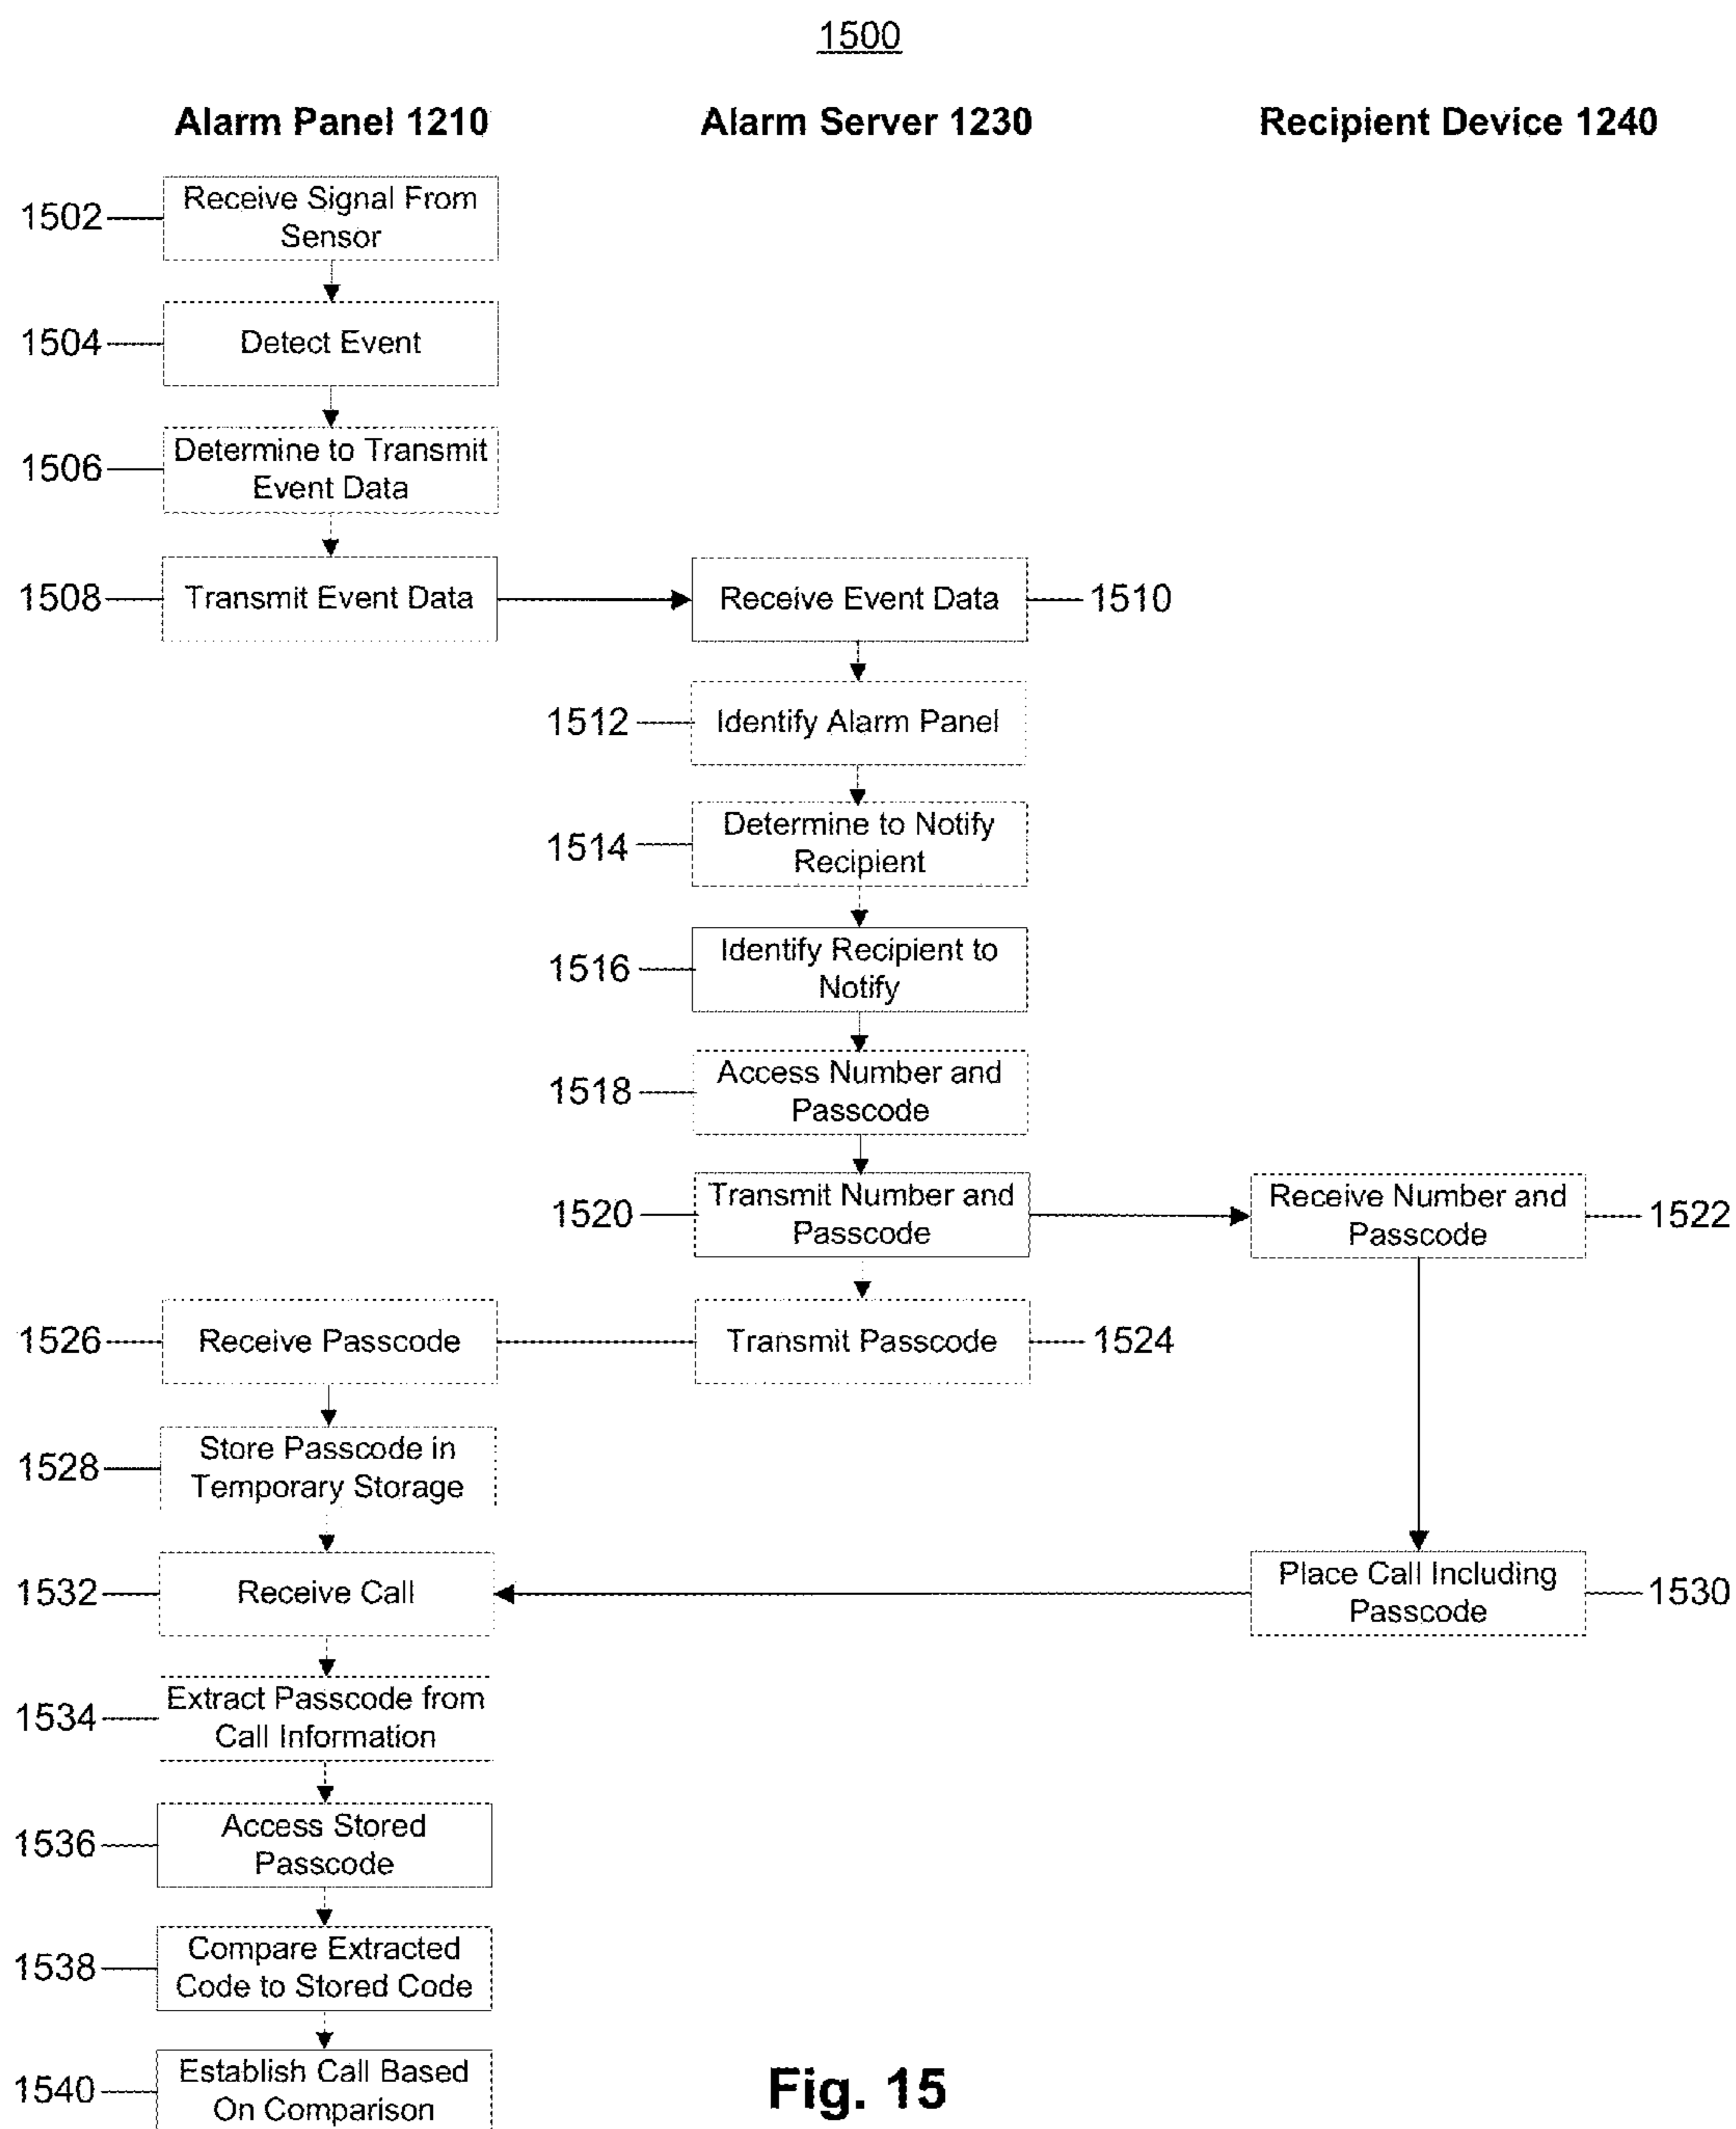 1500
Alarm Panel 1210
Alarm Server 1230
Recipient Device 1240
1502
Receive Signal From
Sensor
1504
Detect Event
1506
Determine to Transmit
Event Data
1508
Transmit Event Data
Receive Event Data
1510
1512
Identify Alarm Panel
1514
Determine to Notify
Recipient
1516
Identify Recipient to
Notify
1518
Access Number and
Passcode
1520
Transmit Number and
Passcode
Receive Number and
Passcode
1522
1526
Receive Passcode
Transmit Passcode
1524
1528
Store Passcode in
Temporary Storage
1532
Receive Call
Place Call Including
Passcode
1530
1534
Extract Passcode from
Call Information
1536
Access Stored
Passcode
1538
Compare Extracted
Code to Stored Code
1540
Establish Call Based
On Comparison
Fig. 15